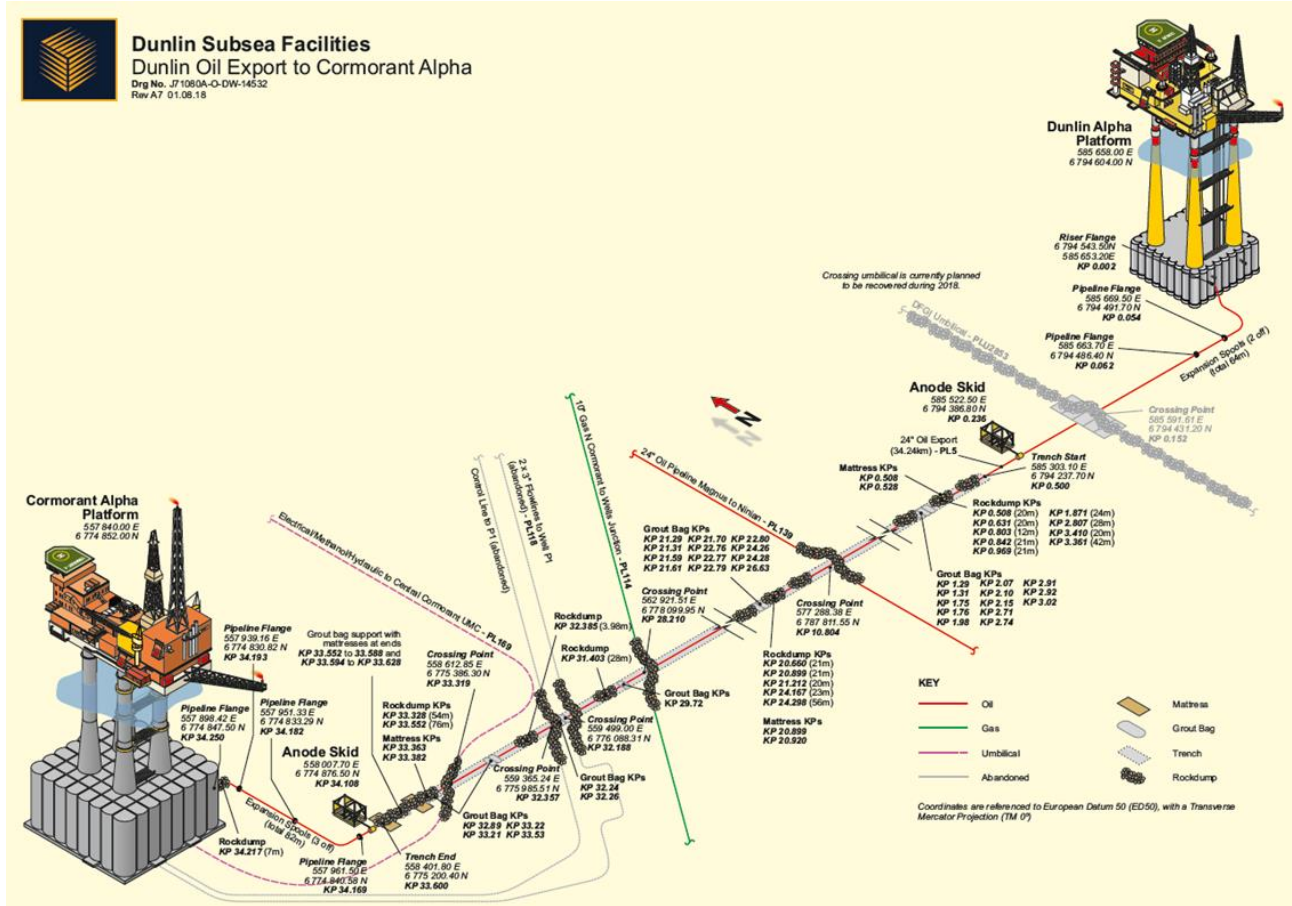 Dunlin Subsea Facilities
Dunlin Oil Export to Cormorant Alpha
Drg No. J71080A-O-DW-14532
Rev A7 01.08.18
Dunlin Alpha
Platform
585 658.00 E
6 794 604.00 N
Riser Flange
6 794 543.50N
585 653.20E
KP 0.002
Crossing umbilical is currently planned
to be recovered during 2018.
Pipeline Flange
585 669.50 E
6 794 491.70 N
KP 0.054
DFGI Umbilical - PLU2853
Pipeline Flange
585 663.70 E
6 794 486.40 N
KP 0.062
Expansion Spools (2 off)
(total 64m)
Anode Skid
585 522.50 E
6 794 386.80 N
KP 0.236
Crossing Point
585 591.61 E
6 794 431.20 N
KP 0.152
N
24" Oil Export
(34.24km) - PL5
Trench Start
585 303.10 E
6 794 237.70 N
KP 0.500
Mattress KPs
KP 0.508
KP 0.528
Rockdump KPs
KP 0.508 (20m) KP 1.871 (24m)
KP 0.631 (20m) KP 2.807 (28m)
KP 0.803 (12m) KP 3.410 (20m)
KP 0.842 (21m) KP 3.361 (42m)
KP 0.969 (21m)
24" Oil Pipeline Magnus to Ninian - PL139
10" Gas N Cormorant to Wells Junction - PL114
2 x 3" Flowlines to Well P1
(abandoned) - PL118
Control Line to P1 (abandoned)
Electrical/Methanol/Hydraulic to Central Cormorant UMC - PL169
Cormorant Alpha
Platform
557 840.00 E
6 774 852.00 N
Grout Bag KPs
KP 21.29 KP 21.70 KP 22.80
KP 21.31 KP 22.76 KP 24.26
KP 21.59 KP 22.77 KP 24.28
KP 21.61 KP 22.79 KP 26.63
Grout Bag KPs
KP 1.29 KP 2.07 KP 2.91
KP 1.31 KP 2.10 KP 2.92
KP 1.75 KP 2.15 KP 3.02
KP 1.76 KP 2.71
KP 1.98 KP 2.74
Crossing Point
562 921.51 E
6 778 099.95 N
KP 28.210
Crossing Point
577 288.38 E
6 787 811.55 N
KP 10.804
Rockdump
KP 32.385 (3.98m)
Rockdump
KP 31.403 (28m)
Pipeline Flange
557 939.16 E
6 774 830.82 N
KP 34.193
Grout bag support with
mattresses at ends
KP 33.552 to 33.588 and
KP 33.594 to KP 33.628
Crossing Point
558 612.85 E
6 775 386.30 N
KP 33.319
Rockdump KPs
KP 20.660 (21m)
KP 20.899 (21m)
KP 21.212 (20m)
KP 24.167 (23m)
KP 24.298 (56m)
Mattress KPs
KP 20.899
KP 20.920
Grout Bag KPs
KP 29.72
Pipeline Flange
557 898.42 E
6 774 847.50 N
KP 34.250
Pipeline Flange
557 951.33 E
6 774 833.29 N
KP 34.182
Rockdump KPs
KP 33.328 (54m)
KP 33.552 (76m)
Mattress KPs
KP 33.363
KP 33.382
Crossing Point
559 499.00 E
6 776 088.31 N
KP 32.188
Anode Skid
558 007.70 E
6 774 876.50 N
KP 34.108
Crossing Point
559 365.24 E
6 775 985.51 N
KP 32.357
Grout Bag KPs
KP 32.24
KP 32.26
Expansion Spools (3 off)
(total 82m)
Grout Bag KPs
KP 32.89 KP 33.22
KP 33.21 KP 33.53
Rockdump
KP 34.217 (7m)
Pipeline Flange
557 961.50 E
6 774 840.58 N
KP 34.169
Trench End
558 401.80 E
6 775 200.40 N
KP 33.600
KEY
Oil
Gas
Umbilical
Abandoned
Mattress
Grout Bag
Trench
Rockdump
Coordinates are referenced to European Datum 50 (ED50), with a Transverse
Mercator Projection (TM 0º)